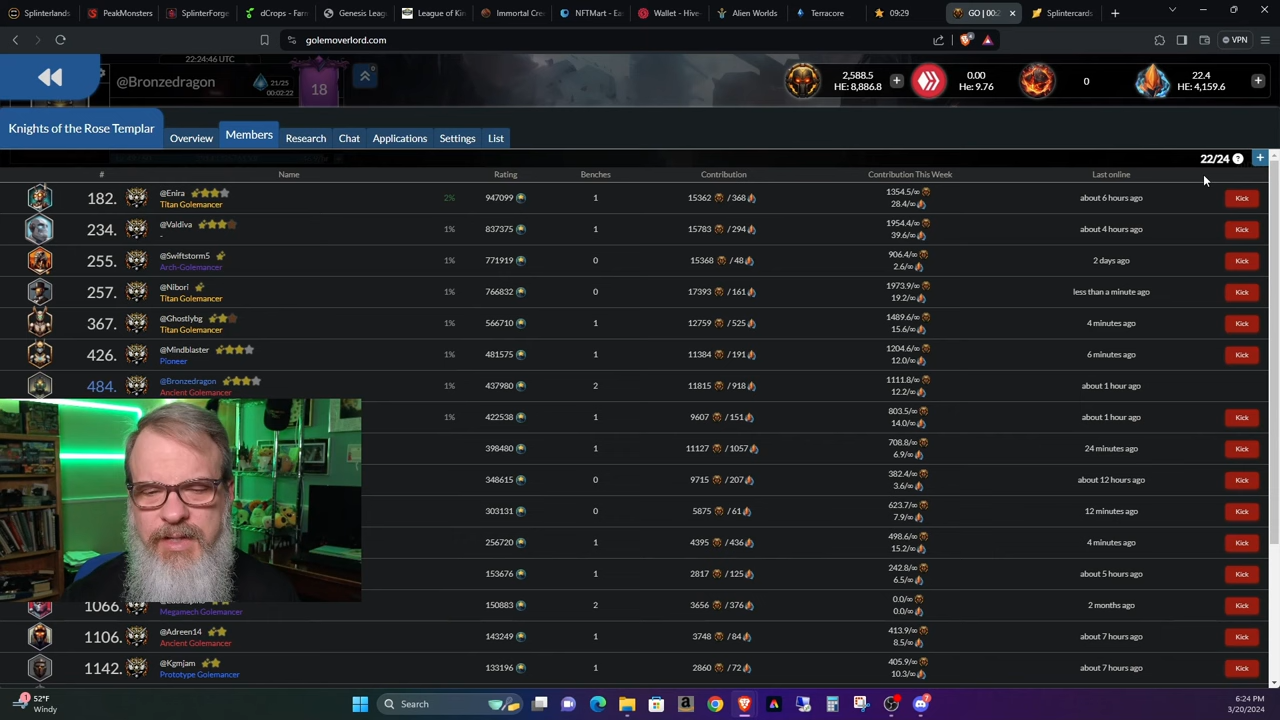 Splinterlands
PeakMonsters
SplinterForge
dCrops - Farm
Genesis Leag
League of Kin
Immortal Cre
NFTMart - Ea
Wallet - Hive
Alien Worlds
Terracore
09:29
GO | 00:2
Splintercards
golemoverlord.com
VPN
22:24:46 UTC
@Bronzedragon
21/25
00:02:22
18
0
2,588.5
HE: 8,886.8
0.00
He: 9.76
0
22.4
HE: 4,159.6
Knights of the Rose Templar
Overview
Members
Research
Chat
Applications
Settings
List
22/24
# Name Rating Benches Contribution Contribution This Week Last online
182. @Enira 2% 947099 1 15362 / 368 1354.5/∞ about 6 hours ago Kick
Titan Golemancer 28.4/∞
234. @Valdiva 1% 837375 1 15783 / 294 1954.4/∞ about 4 hours ago Kick
- 39.6/∞
255. @Swiftstorm5 1% 771919 0 15368 / 48 906.4/∞ 2 days ago Kick
Arch-Golemancer 2.6/∞
257. @Nibori 1% 766832 0 17393 / 161 1973.9/∞ less than a minute ago Kick
Titan Golemancer 19.2/∞
367. @Ghostlybg 1% 566710 1 12759 / 525 1489.6/∞ 4 minutes ago Kick
Titan Golemancer 15.6/∞
426. @Mindblaster 1% 481575 1 11384 / 191 1204.6/∞ 6 minutes ago Kick
Pioneer 12.0/∞
484. @Bronzedragon 1% 437980 2 11815 / 918 1111.8/∞ about 1 hour ago
Ancient Golemancer 12.2/∞
1% 422538 1 9607 / 151 803.5/∞ about 1 hour ago Kick
14.0/∞
398480 1 11127 / 1057 708.8/∞ 24 minutes ago Kick
6.9/∞
348615 0 9715 / 207 382.4/∞ about 12 hours ago Kick
3.6/∞
303131 0 5875 / 61 623.7/∞ 12 minutes ago Kick
7.9/∞
256720 1 4395 / 436 498.6/∞ 4 minutes ago Kick
15.2/∞
153676 1 2817 / 125 242.8/∞ about 5 hours ago Kick
6.5/∞
1066. 150883 2 3656 / 376 0.0/∞ 2 months ago Kick
Megamech Golemancer 0.0/∞
1106. @Adreen14 143249 1 3748 / 84 413.9/∞ about 7 hours ago Kick
Ancient Golemancer 8.5/∞
1142. @Kgmjam 133196 1 2860 / 72 405.9/∞ about 7 hours ago Kick
Prototype Golemancer 10.3/∞
52°F
Windy
Search
6:24 PM
3/20/2024